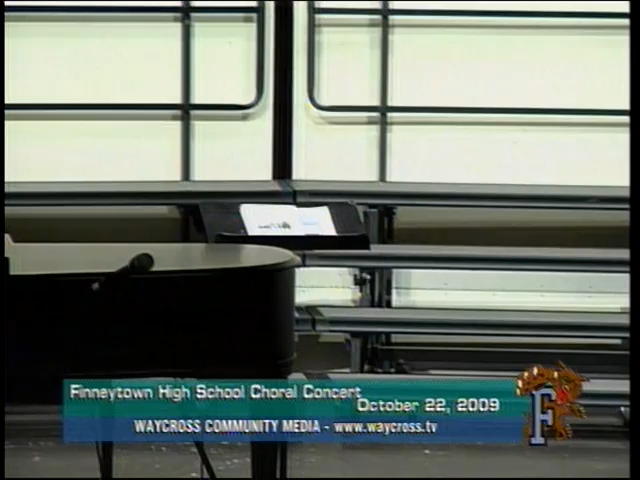 Finneytown High School Choral Concert
October 22, 2009
WAYCROSS COMMUNITY MEDIA - www.waycross.tv
F